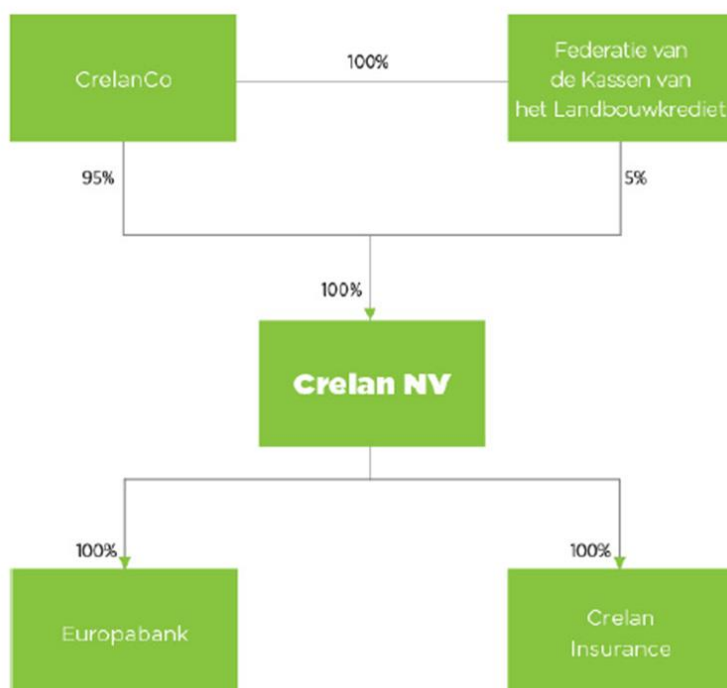 CrelanCo
100%
Federatie van
de Kassen van
het Landbouwkrediet
95%
5%
100%
Crelan NV
100%
100%
Europabank
Crelan
Insurance